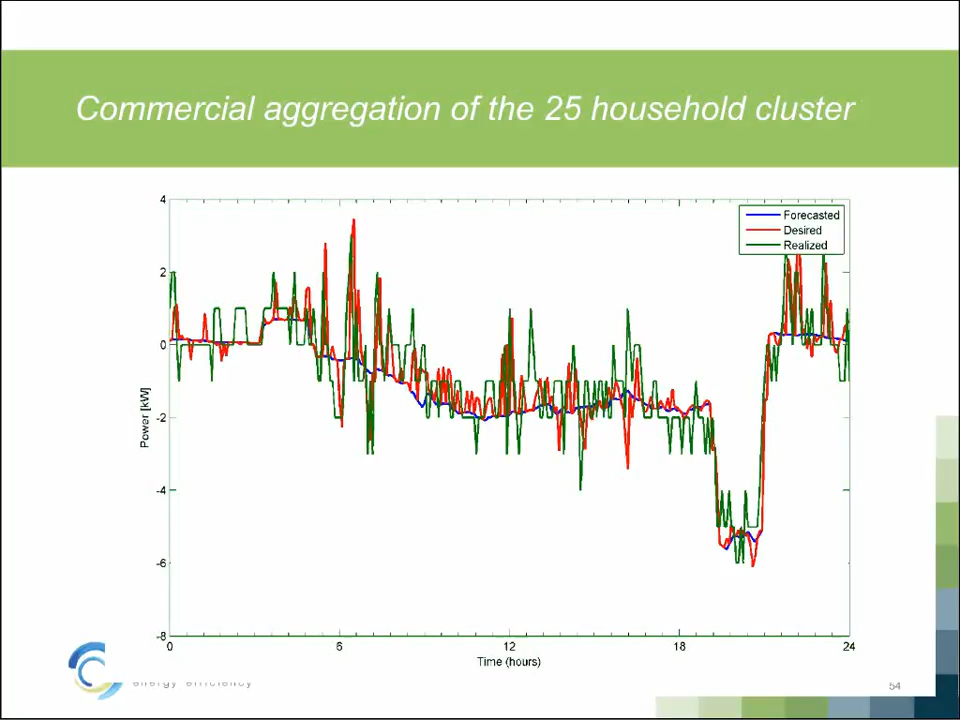 Commercial aggregation of the 25 household cluster
4
2
0
-2
-4
-6
-8
Power [kW]
Forecasted
Desired
Realized
0 6 12 18 24
Time (hours)
energy efficiency
54